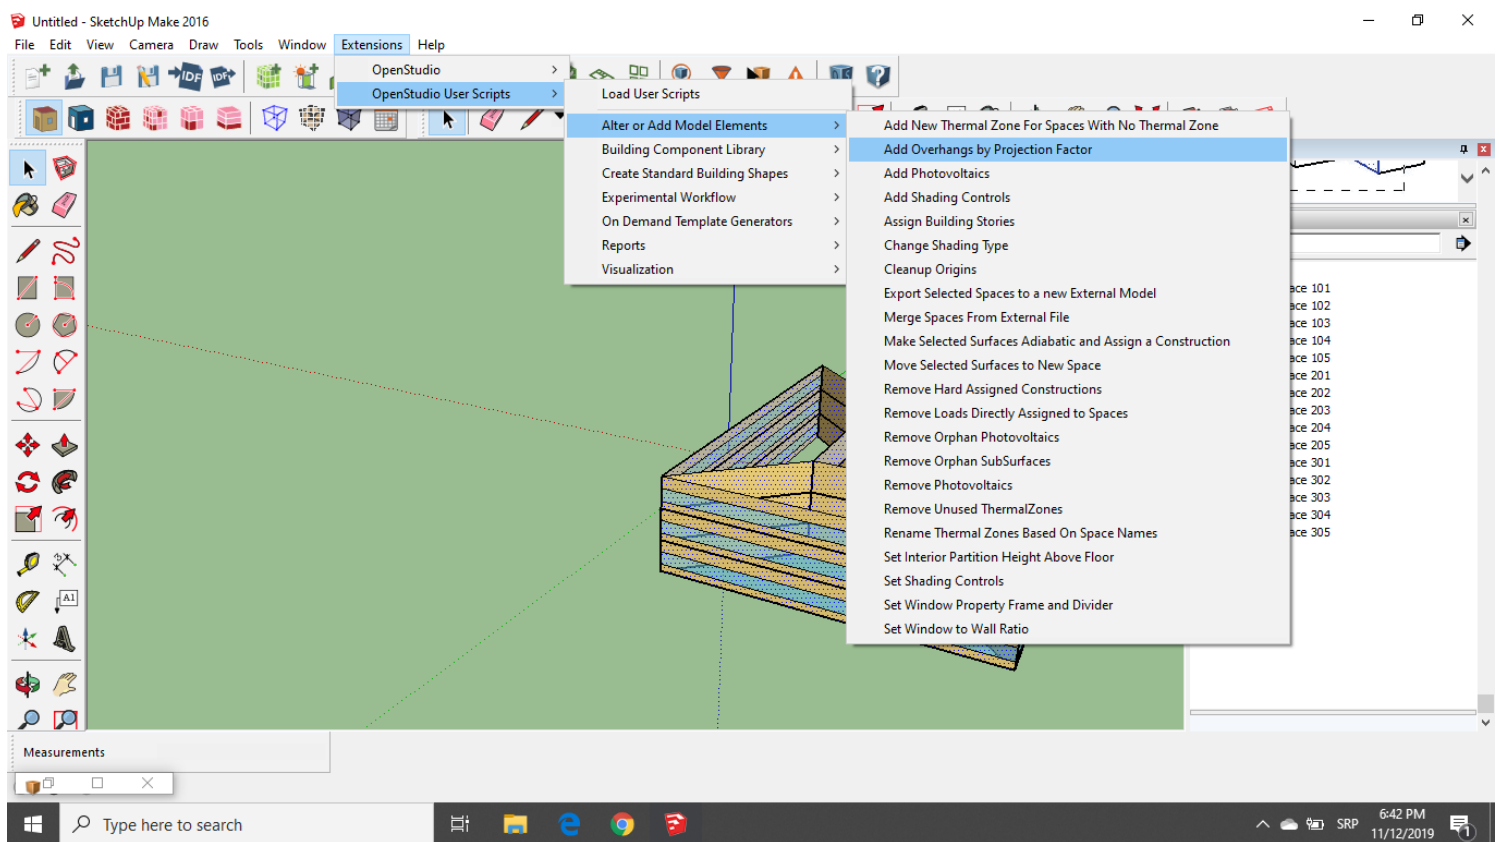 Untitled - SketchUp Make 2016
File Edit View Camera Draw Tools Window Extensions Help
IDF IDF
OpenStudio
OpenStudio User Scripts
Load User Scripts
Alter or Add Model Elements
Building Component Library
Create Standard Building Shapes
Experimental Workflow
On Demand Template Generators
Reports
Visualization
Add New Thermal Zone For Spaces With No Thermal Zone
Add Overhangs by Projection Factor
Add Photovoltaics
Add Shading Controls
Assign Building Stories
Change Shading Type
Cleanup Origins
Export Selected Spaces to a new External Model
Merge Spaces From External File
Make Selected Surfaces Adiabatic and Assign a Construction
Move Selected Surfaces to New Space
Remove Hard Assigned Constructions
Remove Loads Directly Assigned to Spaces
Remove Orphan Photovoltaics
Remove Orphan SubSurfaces
Remove Photovoltaics
Remove Unused ThermalZones
Rename Thermal Zones Based On Space Names
Set Interior Partition Height Above Floor
Set Shading Controls
Set Window Property Frame and Divider
Set Window to Wall Ratio
ace 101
ace 102
ace 103
ace 104
ace 105
ace 201
ace 202
ace 203
ace 204
ace 205
ace 301
ace 302
ace 303
ace 304
ace 305
A1
Measurements
Type here to search
SRP
6:42 PM
11/12/2019
1